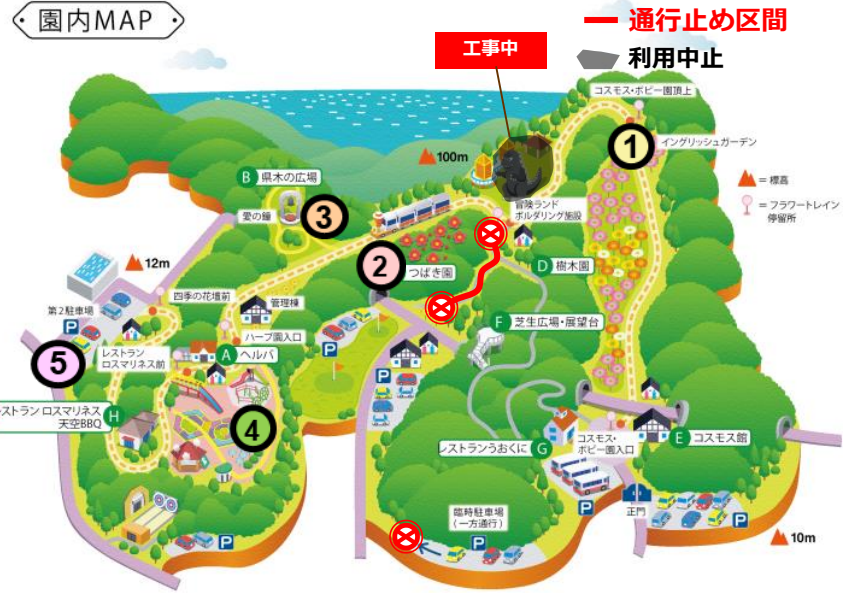 園内MAP
通行止め区間
利用中止
工事中
コスモス・ポピー園頂上
1
イングリッシュガーデン
100m
B 県木の広場
= 標高
= フラワートレイン
停留所
愛の鐘
3
冒険ランド
ボルダリング施設
2
つばき園
D 樹木園
12m
四季の花壇前
管理棟
第2駐車場
P
ハーブ園入口
F 芝生広場・展望台
5
レストラン
ロスマリネス前
A ヘルバ
P
P
レストラン ロスマリネス
天空BBQ
H
4
レストランうおくに
G
コスモス・
ポピー園入口
E コスモス館
臨時駐車場
(一方通行)
P
正門
P
P
P
10m